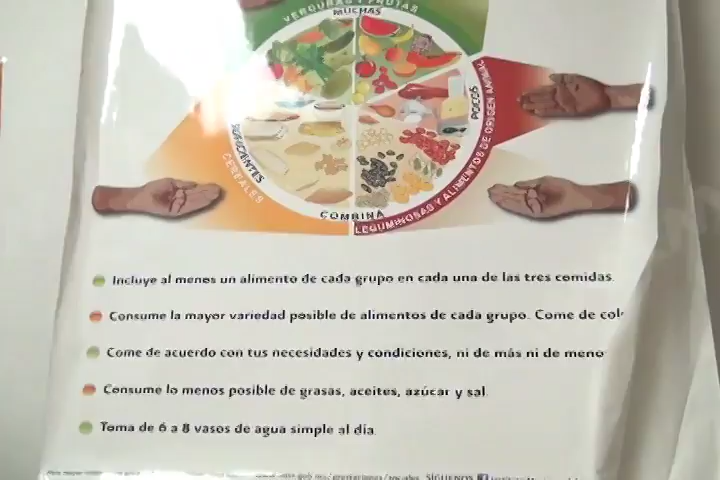 VERDURAS Y FRUTAS
MUCHAS
POCOS
LEGUMINOSAS Y ALIMENTOS DE ORIGEN ANIMAL
SUFICIENTES
CEREALES
COMBINA
Incluye al menos un alimento de cada grupo en cada una de las tres comidas.
Consume la mayor variedad posible de alimentos de cada grupo. Come de col
Come de acuerdo con tus necesidades y condiciones, ni de más ni de meno
Consume lo menos posible de grasas, aceites, azúcar y sal.
Toma de 6 a 8 vasos de agua simple al día.
SÍGUENOS